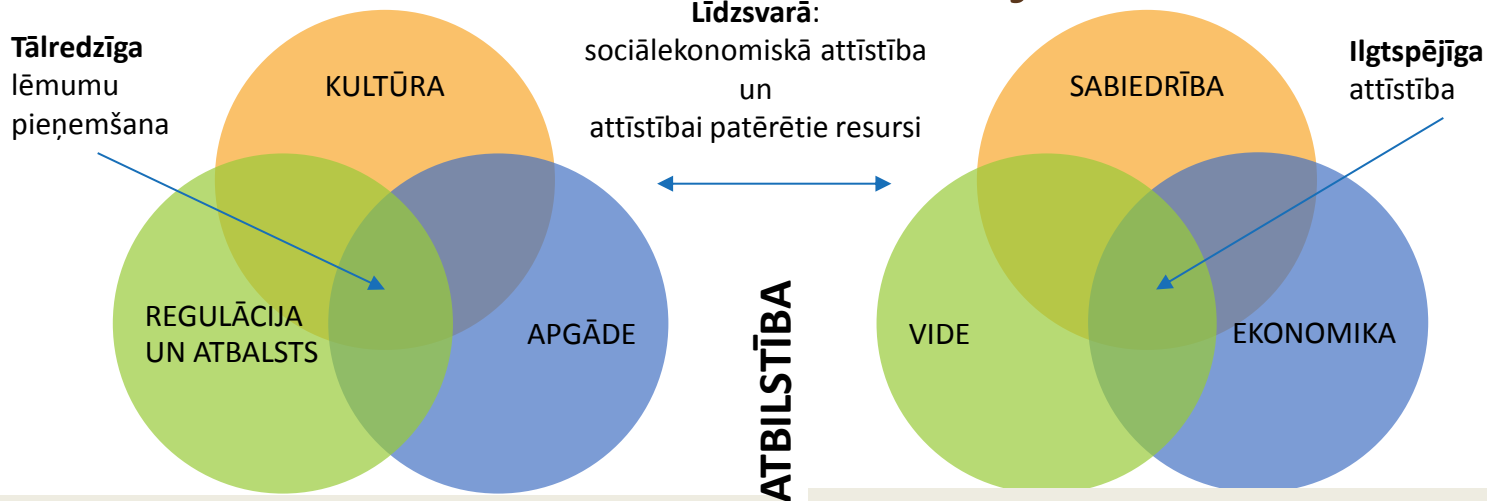 Tālredzīga
lēmumu
pieņemšana
KULTŪRA
REGULĀCIJA
UN ATBALSTS
APGĀDE
Līdzsvarā:
sociālekonomiskā attīstība
un
attīstībai patērētie resursi
ATBILSTĪBA
SABIEDRĪBA
VIDE
EKONOMIKA
Ilgtspējīga
attīstība